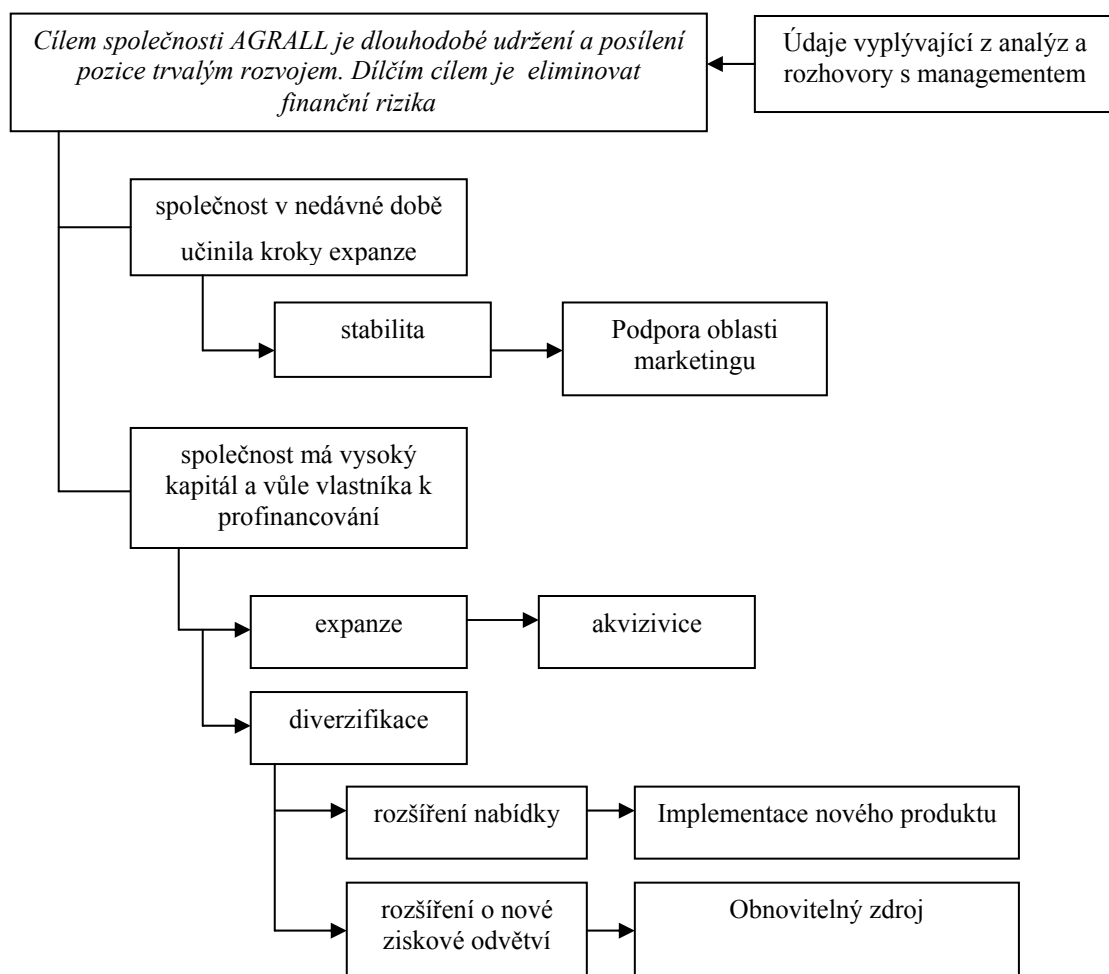 Cílem společnosti AGRALL je dlouhodobé udržení a posílení
pozice trvalým rozvojem. Dílčím cílem je eliminovat
finanční rizika
Údaje vyplývající z analýz a
rozhovory s managementem
společnost v nedávné době
učinila kroky expanze
stabilita
Podpora oblasti
marketingu
společnost má vysoký
kapitál a vůle vlastníka k
profinancování
expanze
akvizivice
diverzifikace
rozšíření nabídky
Implementace nového produktu
rozšíření o nové
ziskové odvětví
Obnovitelný zdroj